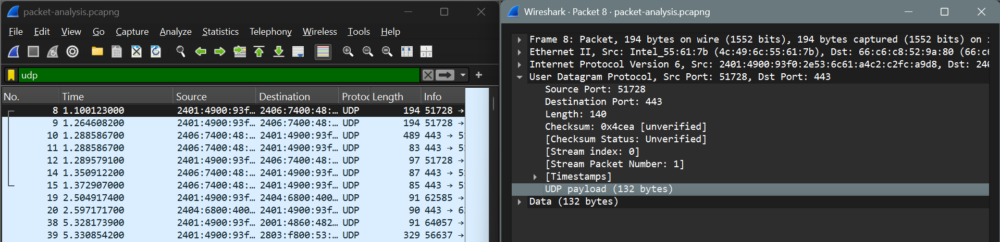 packet-analysis.pcapng
File Edit View Go Capture Analyze Statistics Telephony Wireless Tools Help
udp
No. Time Source Destination Protoc Length Info
8 1.100123000 2401:4900:93f... 2406:7400:48:... UDP 194 51728 →
9 1.264608200 2401:4900:93f... 2406:7400:48:... UDP 194 51728 →
10 1.288586700 2406:7400:48:... 2401:4900:93f... UDP 489 443 → 5
11 1.288586700 2406:7400:48:... 2401:4900:93f... UDP 83 443 → 5
12 1.289579100 2401:4900:93f... 2406:7400:48:... UDP 97 51728 →
14 1.350912200 2406:7400:48:... 2401:4900:93f... UDP 87 443 → 5
15 1.372907000 2406:7400:48:... 2401:4900:93f... UDP 85 443 → 5
19 2.504917400 2401:4900:93f... 2404:6800:400... UDP 91 62585 →
20 2.597171700 2404:6800:400... 2401:4900:93f... UDP 90 443 → 6
38 5.328173900 2401:4900:93f... 2001:4860:482... UDP 91 64057 →
39 5.330854200 2401:4900:93f... 2803:f800:53:... UDP 329 56637 →
Wireshark · Packet 8 · packet-analysis.pcapng
Frame 8: Packet, 194 bytes on wire (1552 bits), 194 bytes captured (1552 bits) on
Ethernet II, Src: Intel_55:61:7b (4c:49:6c:55:61:7b), Dst: 66:c6:c8:52:9a:80 (66:c6
Internet Protocol Version 6, Src: 2401:4900:93f0:2e53:6c61:a4c2:c2fc:a9d8, Dst: 240
User Datagram Protocol, Src Port: 51728, Dst Port: 443
Source Port: 51728
Destination Port: 443
Length: 140
Checksum: 0x4cea [unverified]
[Checksum Status: Unverified]
[Stream index: 0]
[Stream Packet Number: 1]
[Timestamps]
UDP payload (132 bytes)
Data (132 bytes)